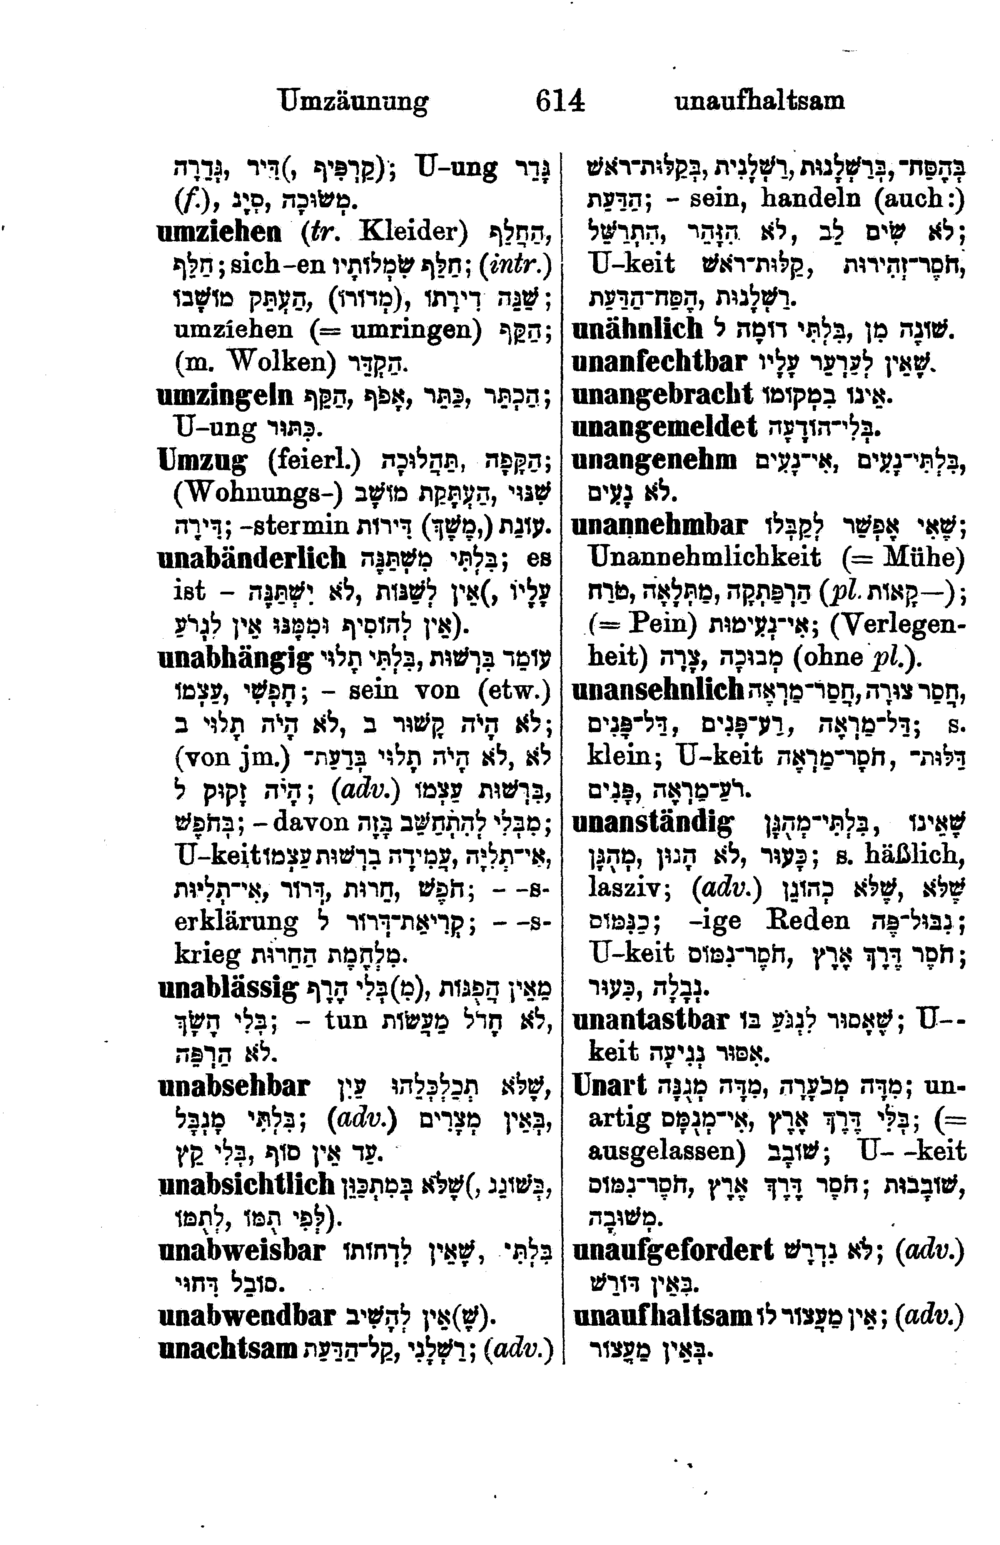 Umzäunung 614 unaufhaltsam
גְּדֵרָה, דִּיר(, קַרְפִּיף); U-ung גָּדֵר
(f.), סְיָג, מְשׂוּכָה.
umziehen (tr. Kleider) הַחֲלֵף,
חַלֵּף; sich-en חַלֵּף שִׂמְלוֹתָיו; (intr.)
שַׁנֵּה דִירָתוֹ, (מְדוֹרוֹ), הַעְתֵּק מוֹשָׁבוֹ;
umziehen (= umringen) הַקֵּף;
(m. Wolken) הַקְדֵּר.
umzingeln הַקֵּף, אָפֹף, כַּתֵּר, הַכְתֵּר;
U-ung כִּתּוּר.
Umzug (feierl.) תַּהֲלוּכָה, הַקָּפָה;
(Wohnungs-) שִׁנּוּי, הַעְתָּקַת מוֹשָׁב
דִּירָה; -stermin עוֹנַת (מֶשֶׁךְ,) דִּירוֹת.
unabänderlich בִּלְתִּי מִשְׁתַּנֶּה; es
ist - עָלָיו (אֵין לְשַׁנּוֹת, לֹא יִשְׁתַּנֶּה
אֵין לְהוֹסִיף וּמִמֶּנּוּ אֵין לִגְרֹעַ).
unabhängig עוֹמֵד בִּרְשׁוּת, בִּלְתִּי תָלוּי
עַצְמוֹ, חָפְשִׁי; - sein von (etw.)
לֹא הָיֹה קָשׁוּר ב, לֹא הָיֹה תָלוּי ב;
(von jm.) לֹא, לֹא הָיֹה תָלוּי בְּדַעַת־
הָיֹה זָקוּק ל; (adv.) בִּרְשׁוּת עַצְמוֹ,
בְּחֹפֶשׁ; - davon מִבְּלִי לְהִתְחַשֵּׁב בָּזֶה;
U-keit אִי־תְלִיָּה, עֲמִידָה בִרְשׁוּת עַצְמוֹ,
חֹפֶשׁ, חֵרוּת, דְּרוֹר, אִי־תְלִיּוּת; - -s-
erklärung קְרִיאַת־דְּרוֹר ל; - -s-
krieg מִלְחֶמֶת הַחֵרוּת.
unablässig מֵאֵין הֲפֻגוֹת, (מִ)בְּלִי הֶרֶף
בְּלִי הָשֵׂךְ; - tun לֹא חָדֹל מֵעֲשׂוֹת,
לֹא הַרְפֵּה.
unabsehbar שֶׁלֹּא תְכַלְכְּלֵהוּ עַיִן,
בִּלְתִּי מֻגְבָּל; (adv.) בְּאֵין מְצָרִים,
עַד אֵין סוֹף, בְּלִי קֵץ.
unabsichtlich בְּשׁוֹגֵג, (שֶׁלֹּא בְּמִתְכַּוֵּן,
לְפִי תֻמּוֹ, לְתֻמּוֹ).
unabweisbar בִּלְתִּי, שֶׁאֵין לִדְחוֹתוֹ
סוֹבֵל דִּחוּי.
unabwendbar (שֶׁ)אֵין לְהָשִׁיב.
unachtsam רַשְׁלָנִי, קַל־הַדַּעַת; (adv.)
בְּהֶסַּח־, בְּרַשְׁלָנוּת, רַשְׁלָנִית, בְּקַלּוּת־רֹאשׁ
הַדַּעַת; - sein, handeln (auch:)
לֹא שִׂים לֵב, לֹא הִזָּהֵר, הִתְרַשֵּׁל;
U-keit חֹסֶר־זְהִירוּת, קַלּוּת־רֹאשׁ,
רַשְׁלָנוּת, הֶסַּח־הַדַּעַת.
unähnlich שׁוֹנֶה מִן, בִּלְתִּי דוֹמֶה ל.
unanfechtbar שֶׁאֵין לְעַרְעֵר עָלָיו.
unangebracht אֵינוֹ בִמְקוֹמוֹ.
unangemeldet בְּלִי־הוֹדָעָה.
unangenehm בִּלְתִּי־נָעִים, אִי־נָעִים,
לֹא נָעִים.
unannehmbar שֶׁאִי אֶפְשָׁר לְקַבְּלוֹ;
Unannehmlichkeit (= Mühe)
הַרְפַּתְקָה, מַתְלָאָה, טֹרַח (pl. קָאוֹת—);
(= Pein) אִי־נְעִימוּת; (Verlegen-
heit) מְבוּכָה, צָרָה (ohne pl.).
unansehnlich חֲסַר צוּרָה, חֲסַר־מַרְאֶה,
דַּל־מַרְאֶה, רַע־פָּנִים, דַּל־פָּנִים; s.
klein; U-keit חֹסֶר־מַרְאֶה, דַּלּוּת־
רֹעַ־מַרְאֶה, פָּנִים.
unanständig בִּלְתִּי־מְהֻגָּן, שֶׁאֵינוֹ
מְהֻגָּן, לֹא הָגוּן, כָּעוּר; s. häßlich,
lasziv; (adv.) שֶׁלֹּא, שֶׁלֹּא כְהוֹגֶן
כַנִּמּוּס; -ige Reden נִבּוּל־פֶּה;
U-keit חֹסֶר דֶּרֶךְ אֶרֶץ, חֹסֶר־נִמּוּס;
נְבָלָה, כִּעוּר.
unantastbar שֶׁאָסוּר לִנְגֹּעַ בּוֹ; U--
keit אִסּוּר נְגִיעָה.
Unart מִדָּה מְכֹעָרָה, מִדָּה מְגֻנָּה; un-
artig בְּלִי דֶּרֶךְ אֶרֶץ, אִי־מְנֻמָּס; (=
ausgelassen) שׁוֹבָב; U- -keit
חֹסֶר דֶּרֶךְ אֶרֶץ, חֹסֶר־נִמּוּס; שׁוֹבָבוּת,
מְשׁוּבָה.
unaufgefordert לֹא נִדְרָשׁ; (adv.)
בְּאֵין דּוֹרֵשׁ.
unaufhaltsam אֵין מַעְצוֹר לוֹ; (adv.)
בְּאֵין מַעְצוֹר.